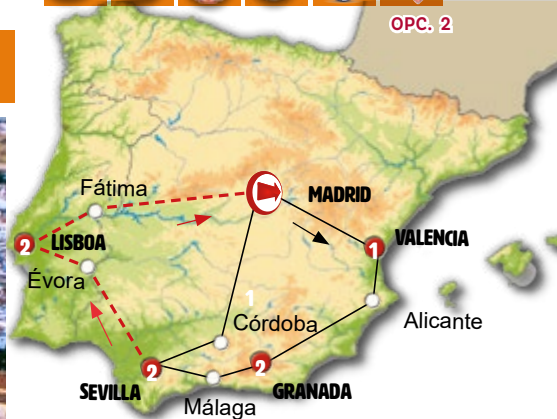 OPC. 2
Fátima
MADRID
2 LISBOA
1 VALENCIA
Évora
1
Córdoba
Alicante
2
2
SEVILLA
GRANADA
Málaga